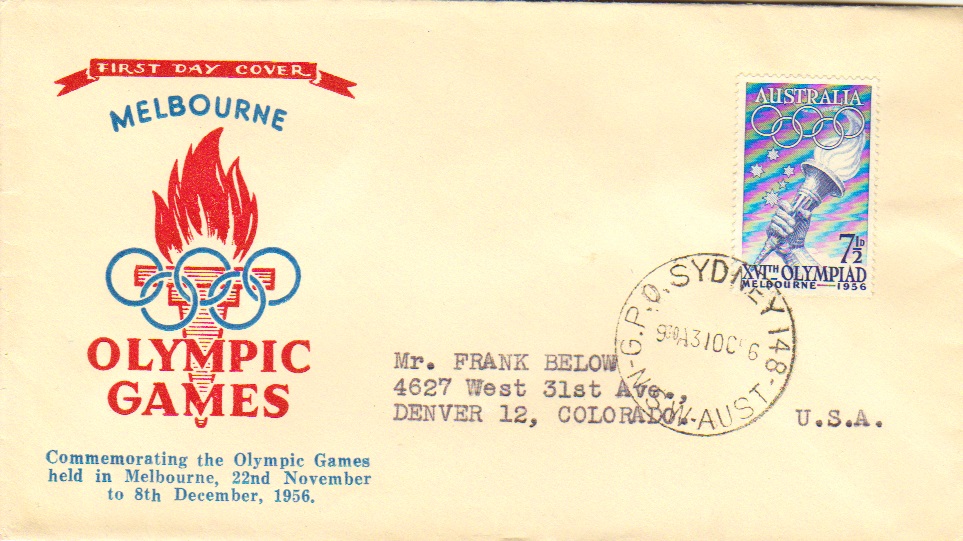 FIRST DAY COVER
MELBOURNE
OLYMPIC
GAMES
Commemorating the Olympic Games
held in Melbourne, 22nd November
to 8th December, 1956.
AUSTRALIA
7½D
XVITH OLYMPIAD
MELBOURNE 1956
G.P.O. SYDNEY 148
N.S.W-AUST
Mr. FRANK BELOW
4627 West 31st Ave.,
DENVER 12, COLORADO. U.S.A.